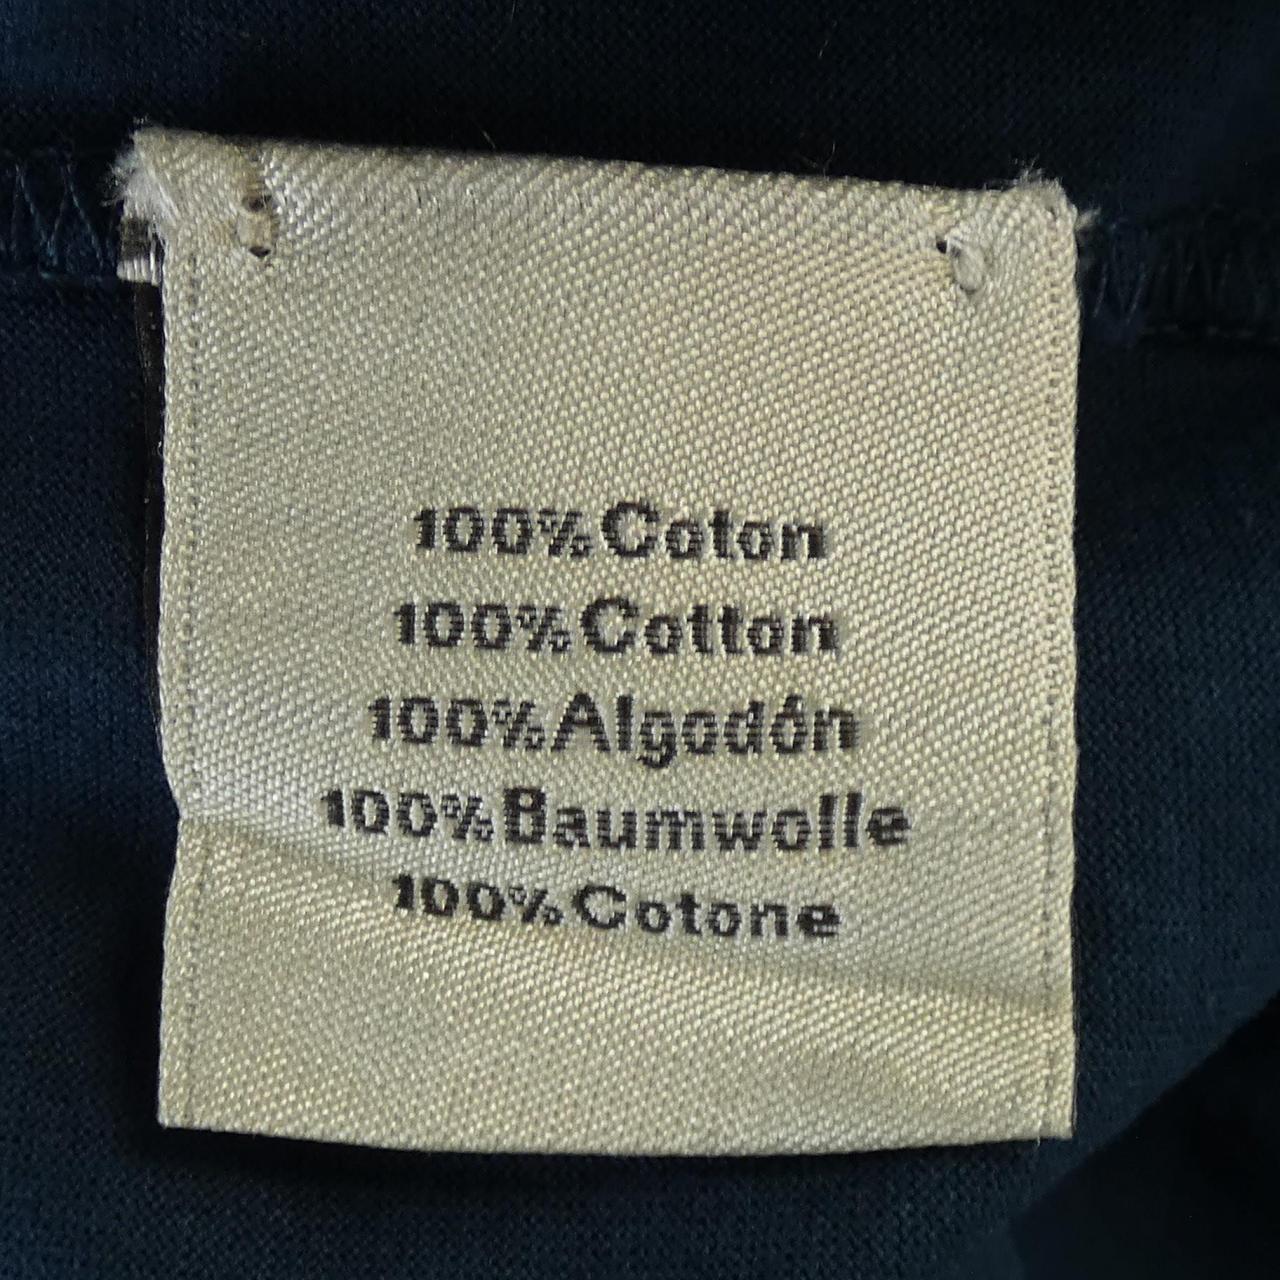 100% Coton
100% Cotton
100% Algodón
100% Baumwolle
100% Cotone